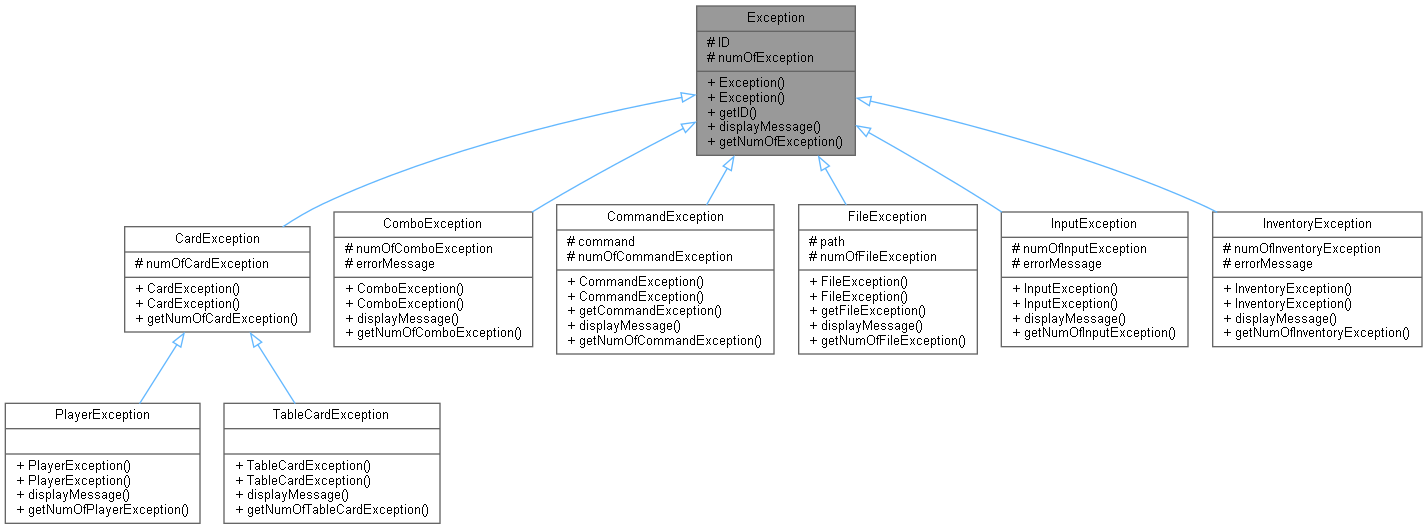 Exception
# ID
# numOfException
+ Exception()
+ Exception()
+ getID()
+ displayMessage()
+ getNumOfException()
CardException
# numOfCardException
+ CardException()
+ CardException()
+ getNumOfCardException()
ComboException
# numOfComboException
# errorMessage
+ ComboException()
+ ComboException()
+ displayMessage()
+ getNumOfComboException()
CommandException
# command
# numOfCommandException
+ CommandException()
+ CommandException()
+ getCommandException()
+ displayMessage()
+ getNumOfCommandException()
FileException
# path
# numOfFileException
+ FileException()
+ FileException()
+ getFileException()
+ displayMessage()
+ getNumOfFileException()
InputException
# numOfInputException
# errorMessage
+ InputException()
+ InputException()
+ displayMessage()
+ getNumOfInputException()
InventoryException
# numOfInventoryException
# errorMessage
+ InventoryException()
+ InventoryException()
+ displayMessage()
+ getNumOfInventoryException()
PlayerException
+ PlayerException()
+ PlayerException()
+ displayMessage()
+ getNumOfPlayerException()
TableCardException
+ TableCardException()
+ TableCardException()
+ displayMessage()
+ getNumOfTableCardException()